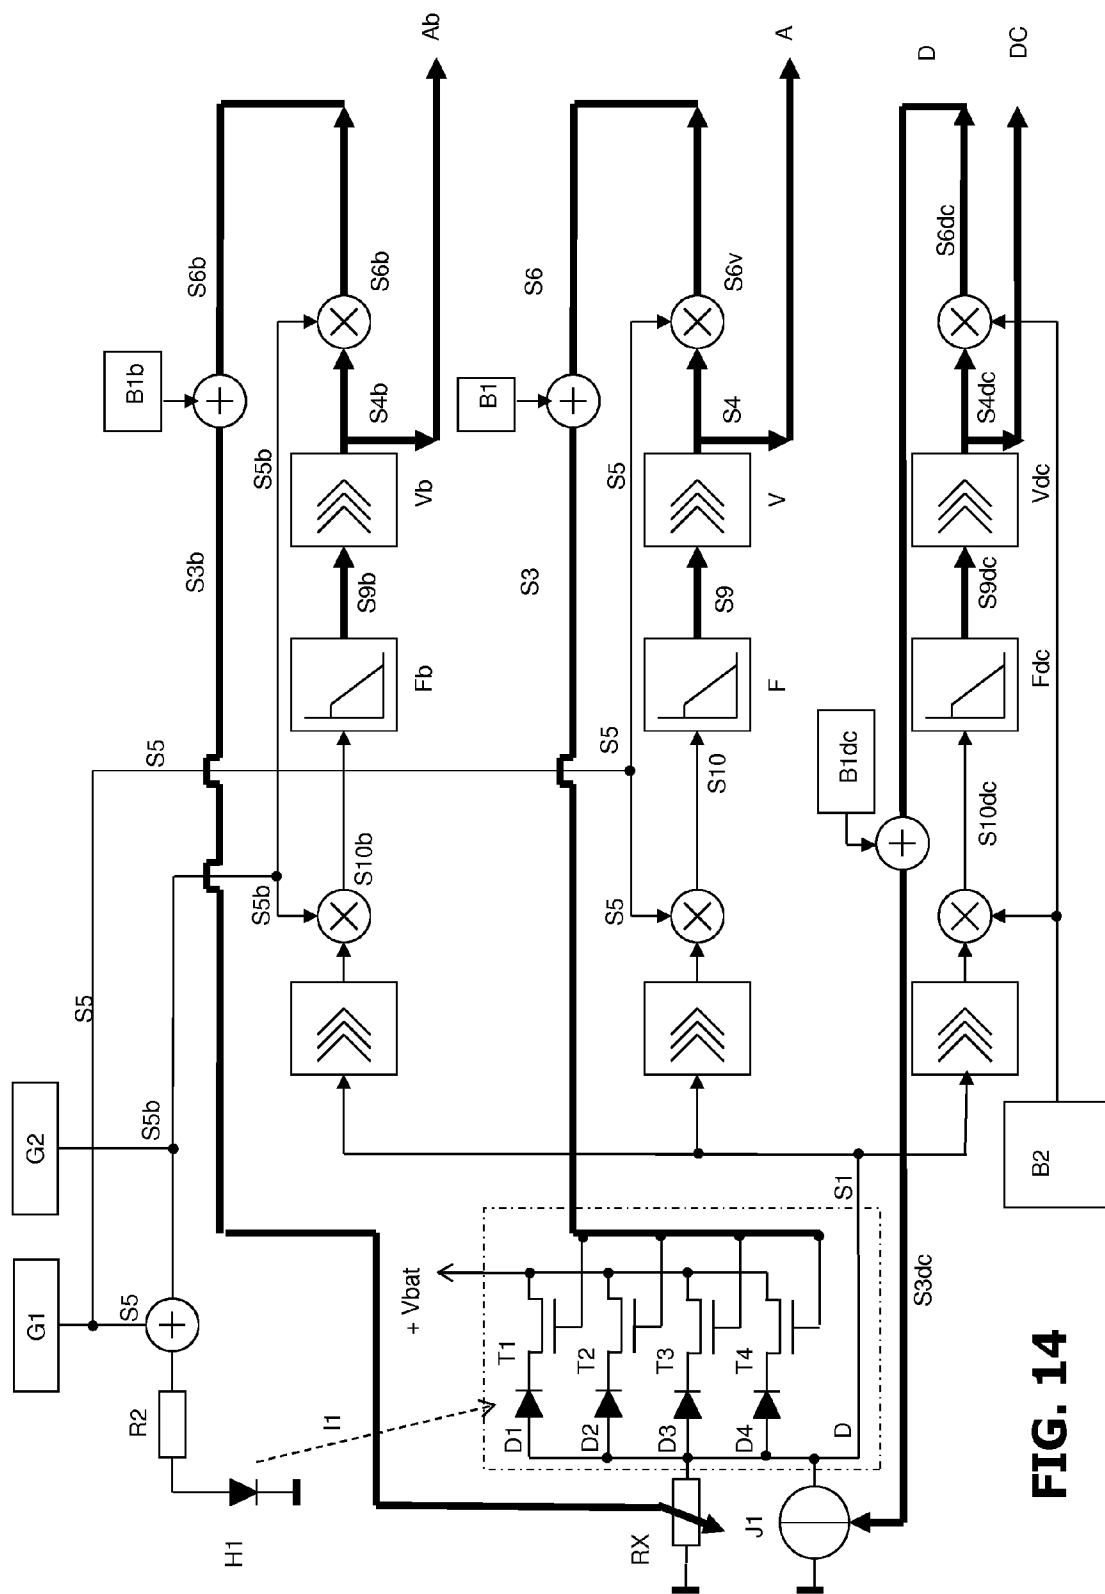 G1
G2
S5
S5b
S5
S5
R2
H1
I1
+ Vbat
T1
T2
T3
T4
D1
D2
D3
D4
D
RX
J1
S1
S3dc
B2
S3b
B1b
S6b
S5b
S5b
S10b
Fb
S9b
Vb
S4b
S6b
Ab
S3
B1
S6
S5
S5
S5
S10
F
S9
V
S4
S6v
A
B1dc
S10dc
Fdc
S9dc
Vdc
S4dc
S6dc
D
DC
FIG. 14